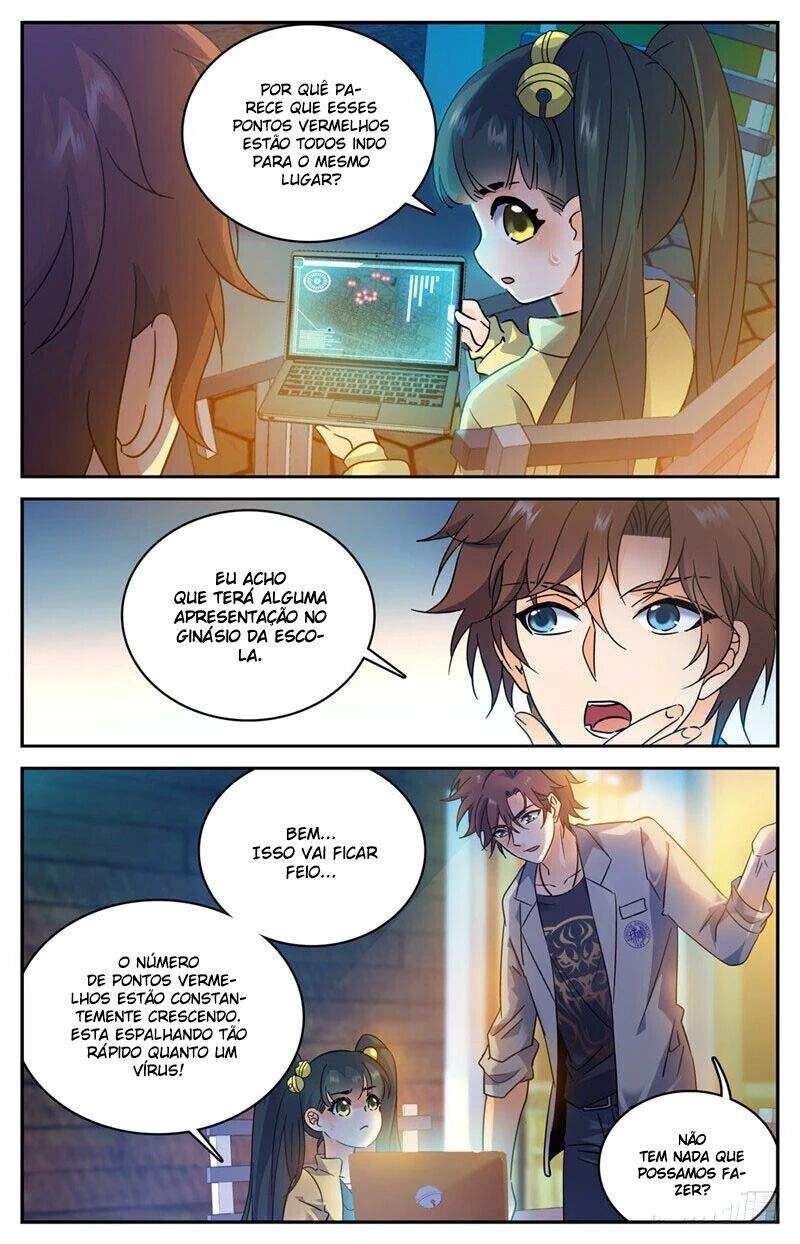 POR QUÊ PA-
RECE QUE ESSES
PONTOS VERMELHOS
ESTÃO TODOS INDO
PARA O MESMO
LUGAR?
EU ACHO
QUE TERÁ ALGUMA
APRESENTAÇÃO NO
GINÁSIO DA ESCO-
LA.
BEM...
ISSO VAI FICAR
FEIO...
O NÚMERO
DE PONTOS VERME-
LHOS ESTÃO CONSTAN-
TEMENTE CRESCENDO.
ESTA ESPALHANDO TÃO
RÁPIDO QUANTO UM
VÍRUS!
NÃO
TEM NADA QUE
POSSAMOS FA-
ZER?